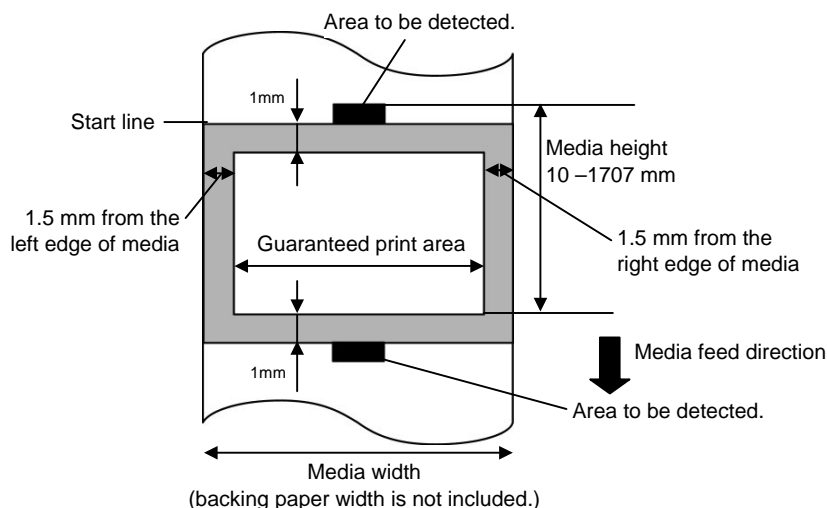 Area to be detected.
1mm
Start line
Media height
10 –1707 mm
1.5 mm from the
left edge of media
Guaranteed print area
1.5 mm from the
right edge of media
Media feed direction
1mm
Area to be detected.
Media width
(backing paper width is not included.)